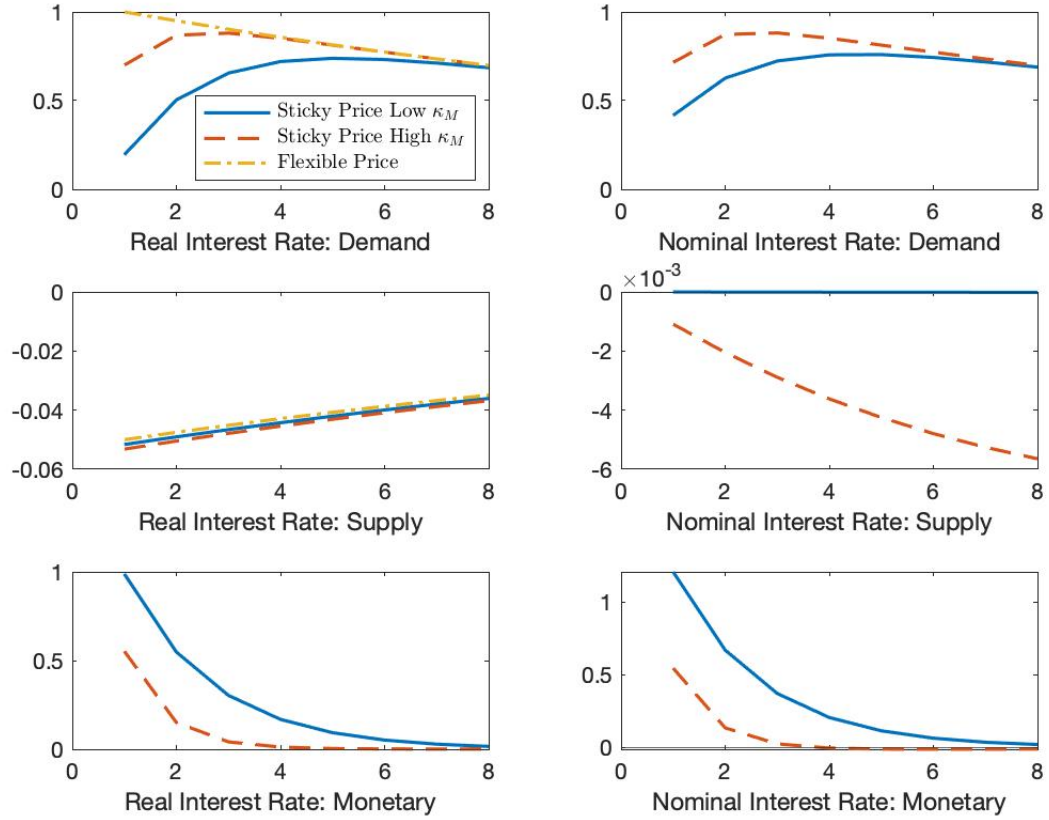 1
0.5
0
0 2 4 6 8
Sticky Price Low κM
Sticky Price High κM
Flexible Price
Real Interest Rate: Demand
1
0.5
0
0 2 4 6 8
Nominal Interest Rate: Demand
0
-0.02
-0.04
-0.06
0 2 4 6 8
Real Interest Rate: Supply
×10-3
0
-2
-4
-6
0 2 4 6 8
Nominal Interest Rate: Supply
1
0.5
0
0 2 4 6 8
Real Interest Rate: Monetary
1
0.5
0
0 2 4 6 8
Nominal Interest Rate: Monetary